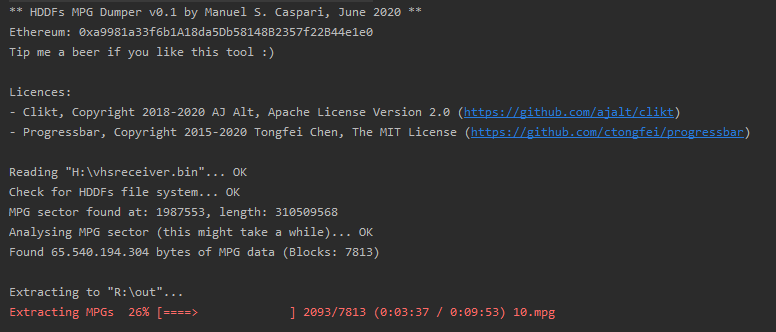 ** HDDFs MPG Dumper v0.1 by Manuel S. Caspari, June 2020 **
Ethereum: 0xa9981a33f6b1A18da5Db58148B2357f22B44e1e0
Tip me a beer if you like this tool :)
Licences:
- Clikt, Copyright 2018-2020 AJ Alt, Apache License Version 2.0 (https://github.com/ajalt/clikt)
- Progressbar, Copyright 2015-2020 Tongfei Chen, The MIT License (https://github.com/ctongfei/progressbar)
Reading "H:\vhsreceiver.bin"... OK
Check for HDDFs file system... OK
MPG sector found at: 1987553, length: 310509568
Analysing MPG sector (this might take a while)... OK
Found 65.540.194.304 bytes of MPG data (Blocks: 7813)
Extracting to "R:\out"...
Extracting MPGs  26% [====>             ] 2093/7813 (0:03:37 / 0:09:53) 10.mpg